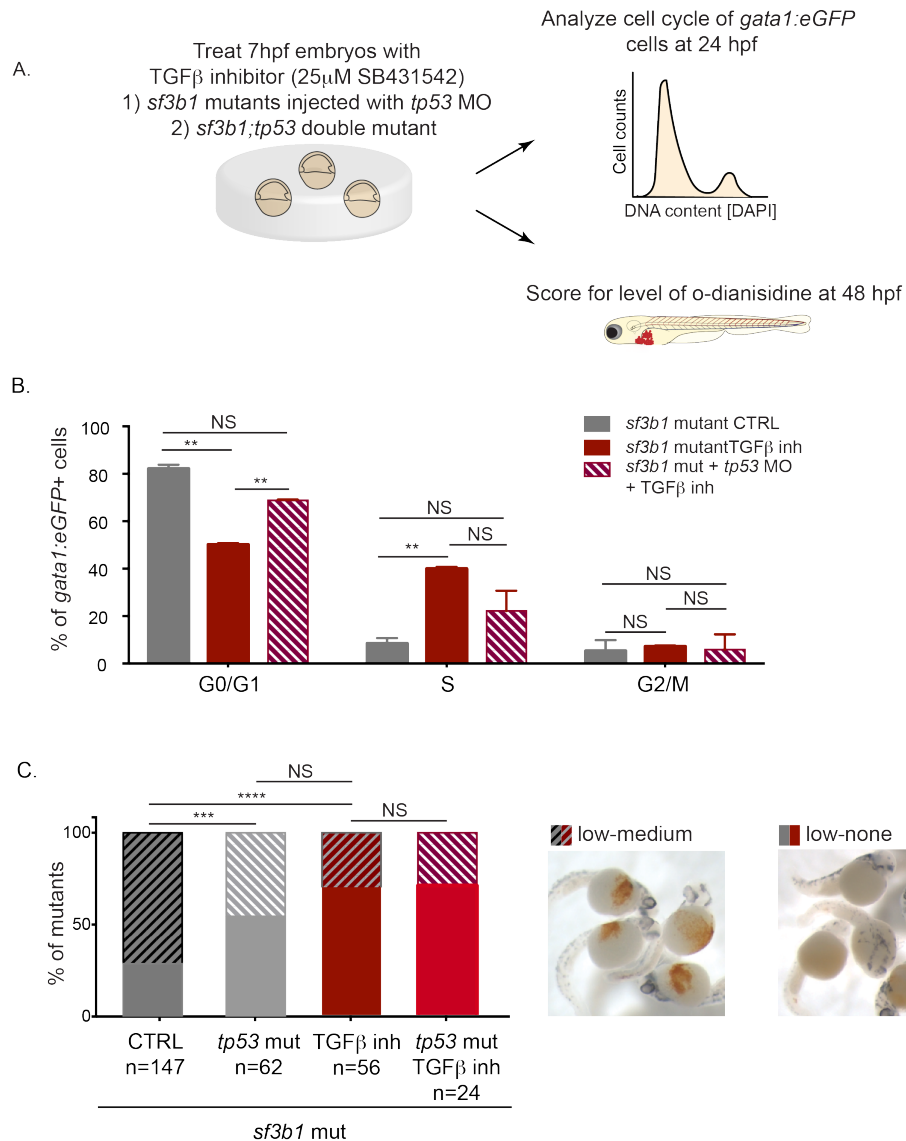 A.
Treat 7hpf embryos with
TGFβ inhibitor (25μM SB431542)
1) sf3b1 mutants injected with tp53 MO
2) sf3b1;tp53 double mutant
Analyze cell cycle of gata1:eGFP
cells at 24 hpf
Cell counts
DNA content [DAPI]
Score for level of o-dianisidine at 48 hpf
B.
% of gata1:eGFP+ cells
100
80
60
40
20
0
NS
**
**
NS
**
NS
NS
NS
NS
G0/G1
S
G2/M
sf3b1 mutant CTRL
sf3b1 mutantTGFβ inh
sf3b1 mut + tp53 MO
+ TGFβ inh
C.
% of mutants
100
50
0
NS
****
***
NS
CTRL
n=147
tp53 mut
n=62
TGFβ inh
n=56
tp53 mut
TGFβ inh
n=24
sf3b1 mut
low-medium
low-none